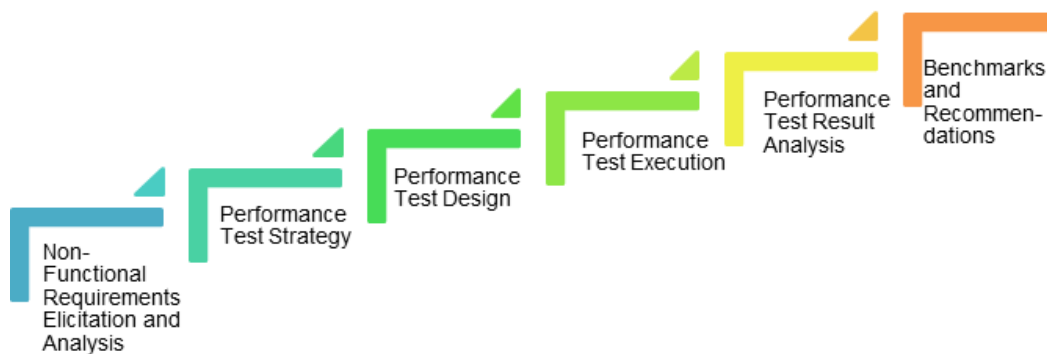 Non-
Functional
Requirements
Elicitation and
Analysis
Performance
Test Strategy
Performance
Test Design
Performance
Test Execution
Performance
Test Result
Analysis
Benchmarks
and
Recommen-
dations